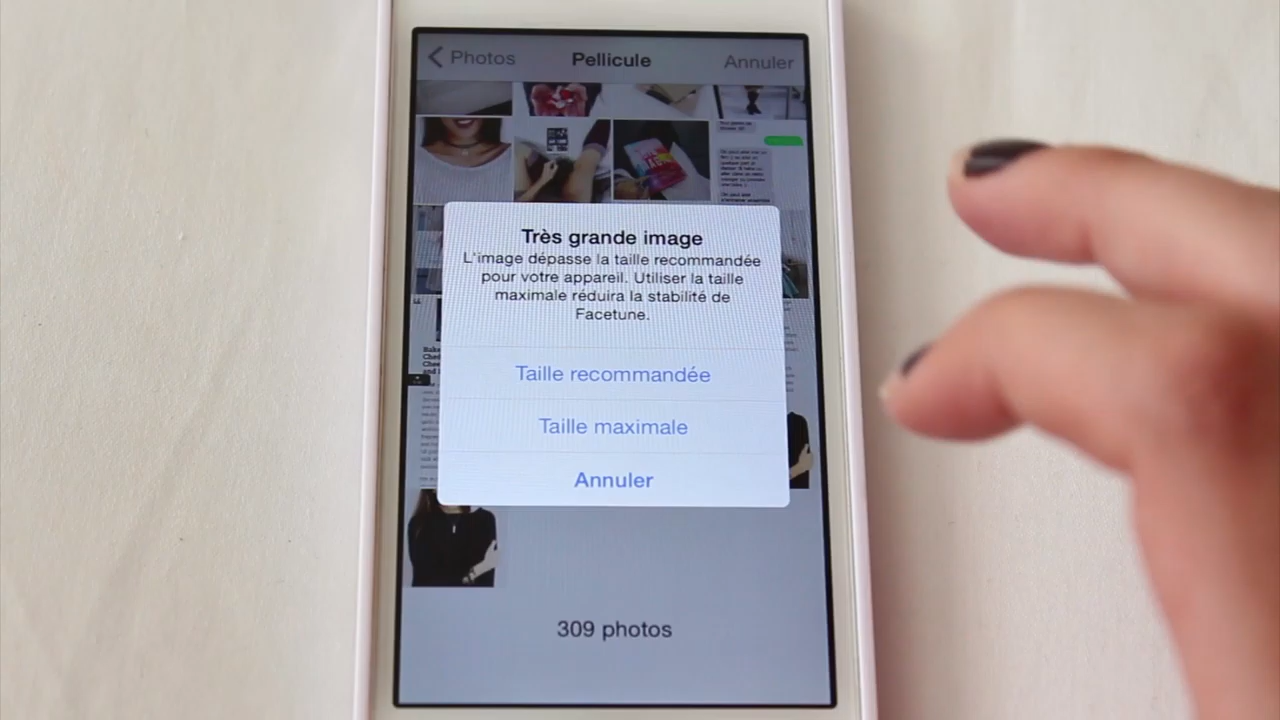 Photos
Pellicule
Annuler
Très grande image
L'image dépasse la taille recommandée
pour votre appareil. Utiliser la taille
maximale réduira la stabilité de
Facetune.
Taille recommandée
Taille maximale
Annuler
309 photos